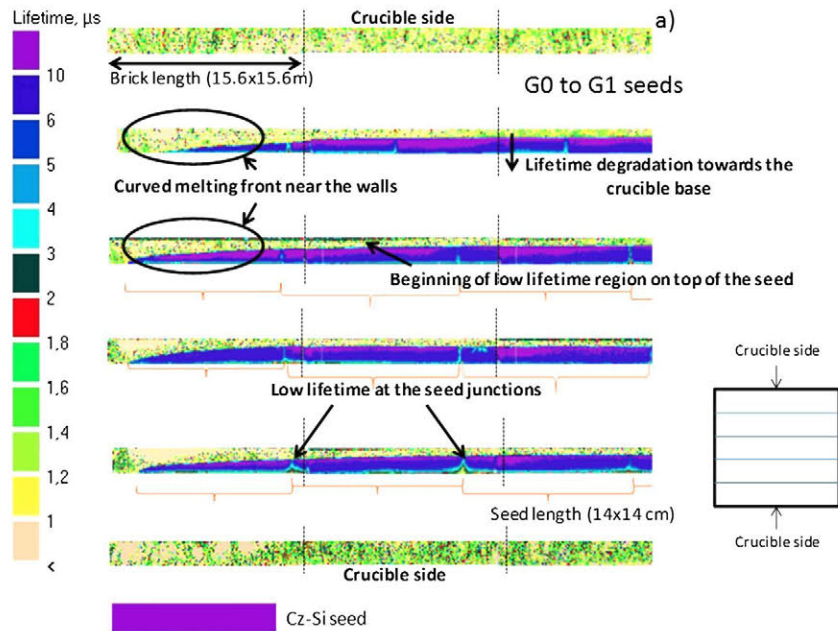 Lifetime, µs
10
6
5
4
3
2
1,8
1,6
1,4
1,2
1
<
Crucible side
a)
Brick length (15.6x15.6m)
G0 to G1 seeds
Curved melting front near the walls
Lifetime degradation towards the
crucible base
Beginning of low lifetime region on top of the seed
Low lifetime at the seed junctions
Seed length (14x14 cm)
Crucible side
Cz-Si seed
Crucible side
Crucible side